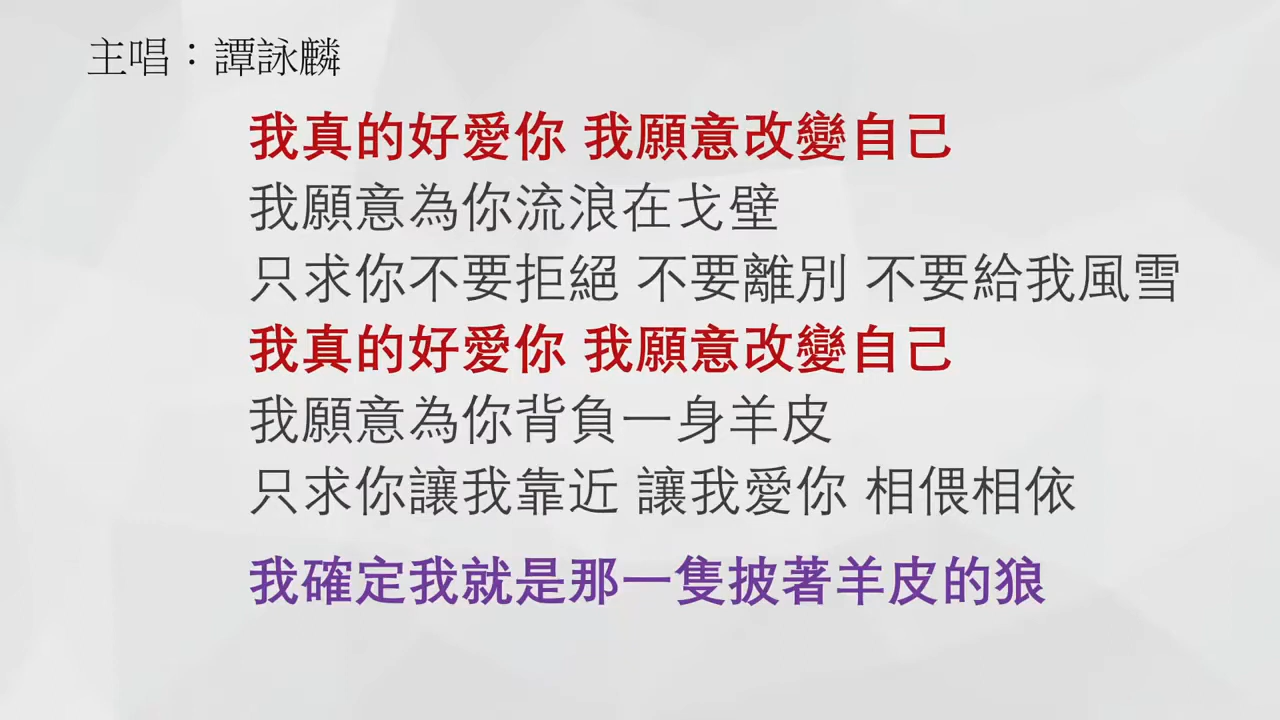 主唱：譚詠麟
我真的好愛你 我願意改變自己
我願意為你流浪在戈壁
只求你不要拒絕 不要離別 不要給我風雪
我真的好愛你 我願意改變自己
我願意為你背負一身羊皮
只求你讓我靠近 讓我愛你 相偎相依
我確定我就是那一隻披著羊皮的狼